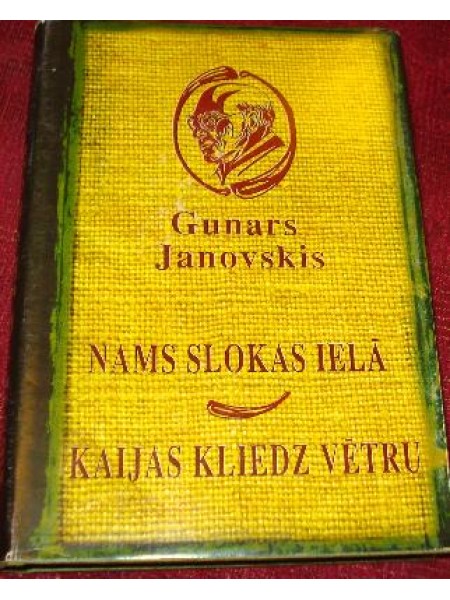 Gunars
Janovskis
NAMS SLOKAS IELĀ
KAIJAS KLIEDZ VĒTRU